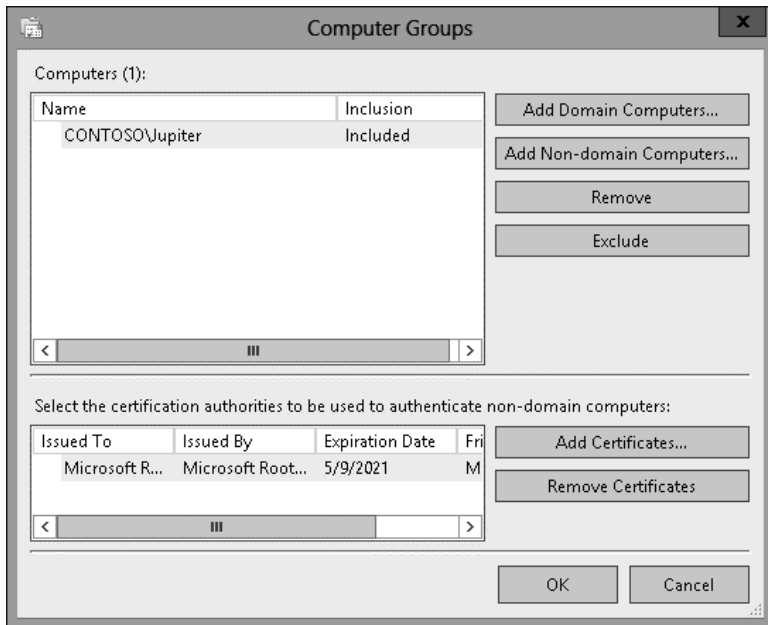 Computer Groups
Computers (1):
Name Inclusion
CONTOSO\Jupiter Included
Add Domain Computers...
Add Non-domain Computers...
Remove
Exclude
Select the certification authorities to be used to authenticate non-domain computers:
Issued To Issued By Expiration Date Fri
Microsoft R... Microsoft Root... 5/9/2021 M
Add Certificates...
Remove Certificates
OK Cancel